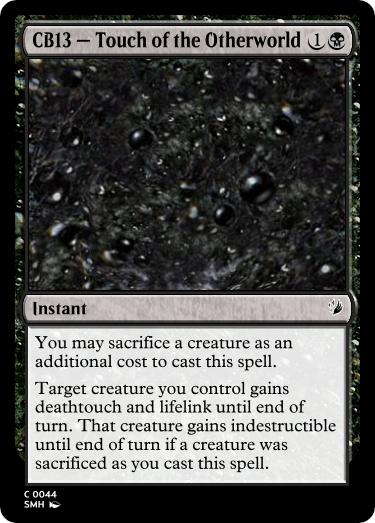 CB13 — Touch of the Otherworld 1
Instant
You may sacrifice a creature as an
additional cost to cast this spell.
Target creature you control gains
deathtouch and lifelink until end of
turn. That creature gains indestructible
until end of turn if a creature was
sacrificed as you cast this spell.
C 0044
SMH